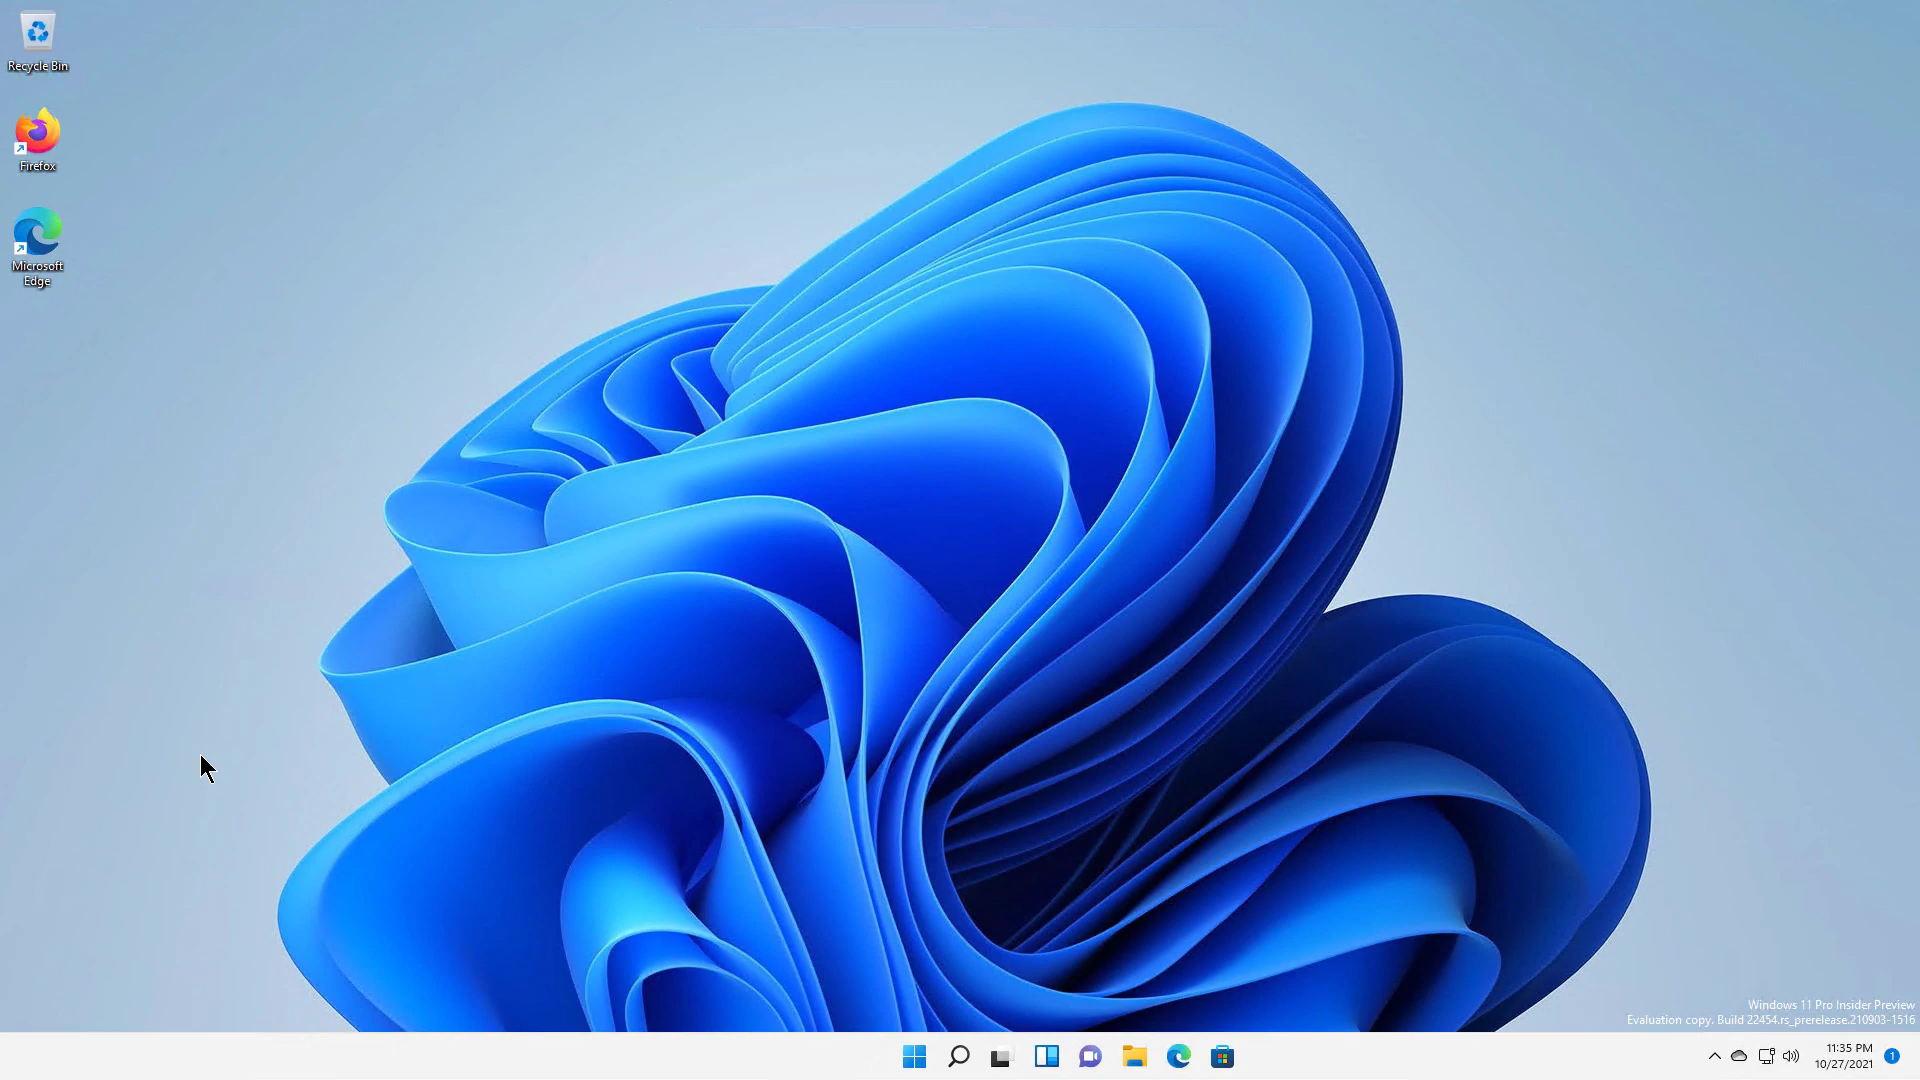 Recycle Bin
Firefox
Microsoft
Edge
Windows 11 Pro Insider Preview
Evaluation copy. Build 22454.rs_prerelease.210903-1516
11:35 PM
10/27/2021
1